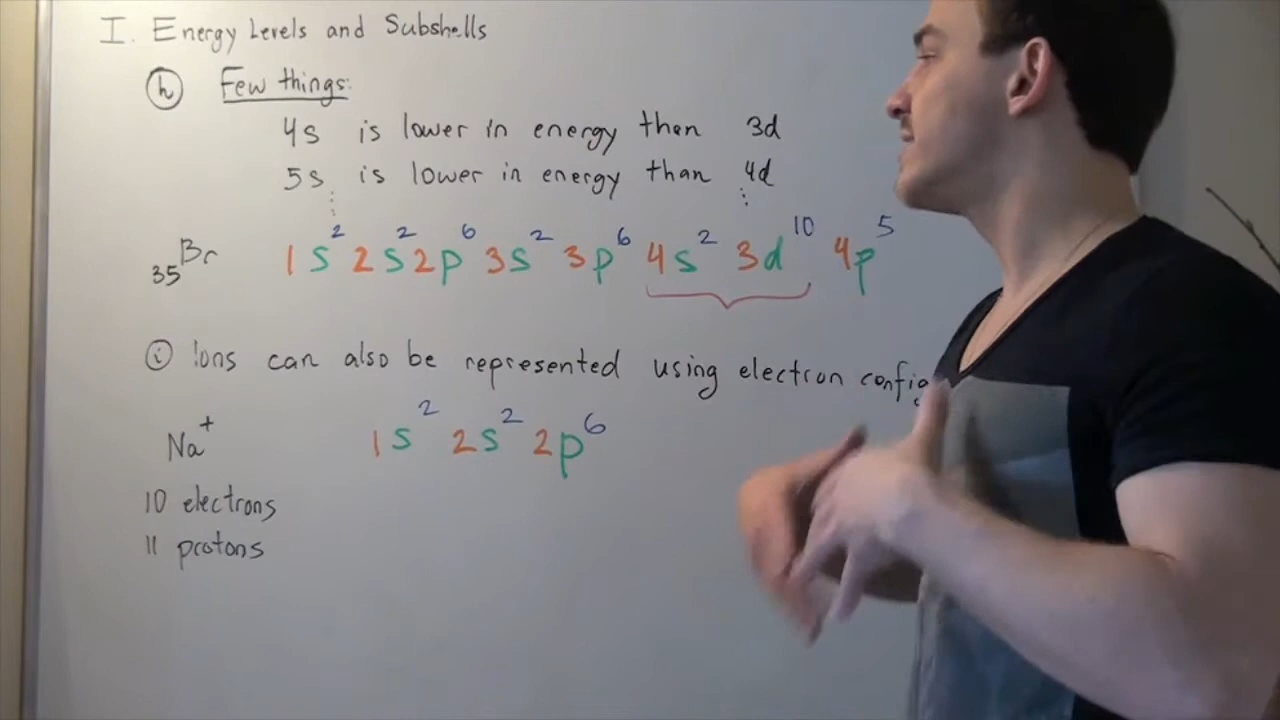 I. Energy Levels and Subshells
(h) Few things:
4s is lower in energy than 3d
5s is lower in energy than 4d
₃₅Br 1s² 2s² 2p⁶ 3s² 3p⁶ 4s² 3d¹⁰ 4p⁵
(i) Ions can also be represented using electron config
Na⁺ 1s² 2s² 2p⁶
10 electrons
11 protons